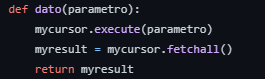 def dato(parametro):
    mycursor.execute(parametro)
    myresult = mycursor.fetchall()
    return myresult